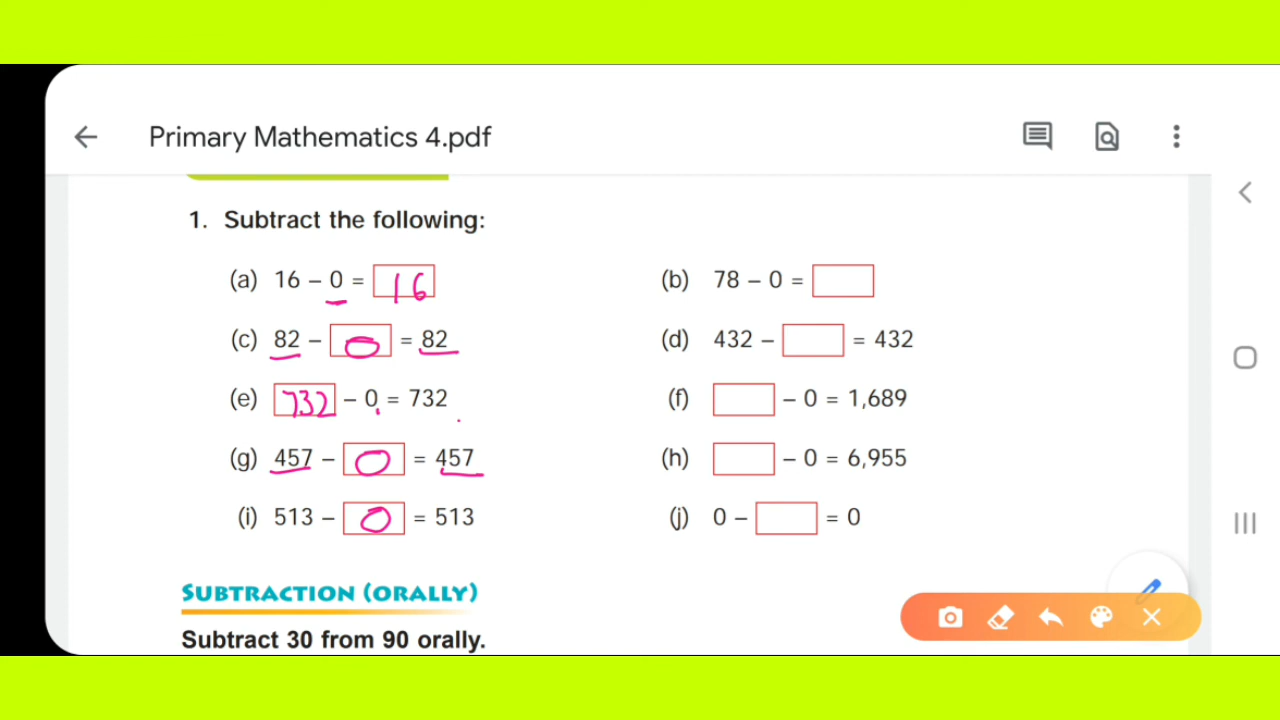 Primary Mathematics 4.pdf
1. Subtract the following:
(a) 16 – 0 = 16
(b) 78 – 0 =
(c) 82 – 0 = 82
(d) 432 – = 432
(e) 732 – 0 = 732
(f) – 0 = 1,689
(g) 457 – 0 = 457
(h) – 0 = 6,955
(i) 513 – 0 = 513
(j) 0 – = 0
SUBTRACTION (ORALLY)
Subtract 30 from 90 orally.